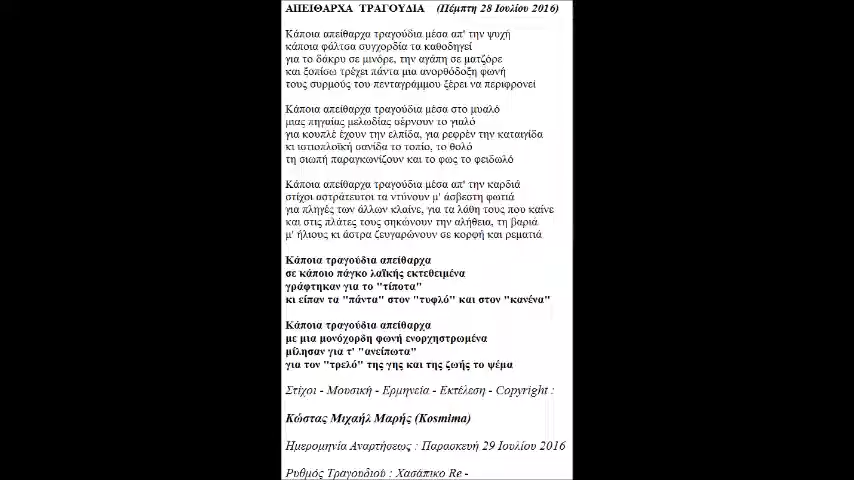 ΑΠΕΙΘΑΡΧΑ ΤΡΑΓΟΥΔΙΑ (Πέμπτη 28 Ιουλίου 2016)
Κάποια απείθαρχα τραγούδια μέσα απ' την ψυχή
κάποια φάλτσα συγχορδία τα καθοδηγεί
για το δάκρυ σε μινόρε, την αγάπη σε ματζόρε
και ξοπίσω τρέχει πάντα μια ανορθόδοξη φωνή
τους συρμούς του πενταγράμμου ξέρει να περιφρονεί
Κάποια απείθαρχα τραγούδια μέσα στο μυαλό
μιας πηγαίας μελωδίας σέρνουν το γιαλό
για κουπλέ έχουν την ελπίδα, για ρεφρέν την καταιγίδα
κι ιστιοπλοϊκή σανίδα το τοπίο, το θολό
τη σιωπή παραγκωνίζουν και το φως το φειδωλό
Κάποια απείθαρχα τραγούδια μέσα απ' την καρδιά
στίχοι αστράτευτοι τα ντύνουν μ' άσβεστη φωτιά
για πληγές των άλλων κλαίνε, για τα λάθη τους που καίνε
και στις πλάτες τους σηκώνουν την αλήθεια, τη βαριά
μ' ήλιους κι άστρα ζευγαρώνουν σε κορφή και ρεματιά
Κάποια τραγούδια απείθαρχα
σε κάποιο πάγκο λαϊκής εκτεθειμένα
γράφτηκαν για το "τίποτα"
κι είπαν τα "πάντα" στον "τυφλό" και στον "κανένα"
Κάποια τραγούδια απείθαρχα
με μια μονόχορδη φωνή ενορχηστρωμένα
μίλησαν για τ' "ανείπωτα"
για τον "τρελό" της γης και της ζωής το ψέμα
Στίχοι - Μουσική - Ερμηνεία - Εκτέλεση - Copyright :
Κώστας Μιχαήλ Μαρής (Kosmima)
Ημερομηνία Αναρτήσεως : Παρασκευή 29 Ιουλίου 2016
Ρυθμός Τραγουδιού : Χασάπικο Re -